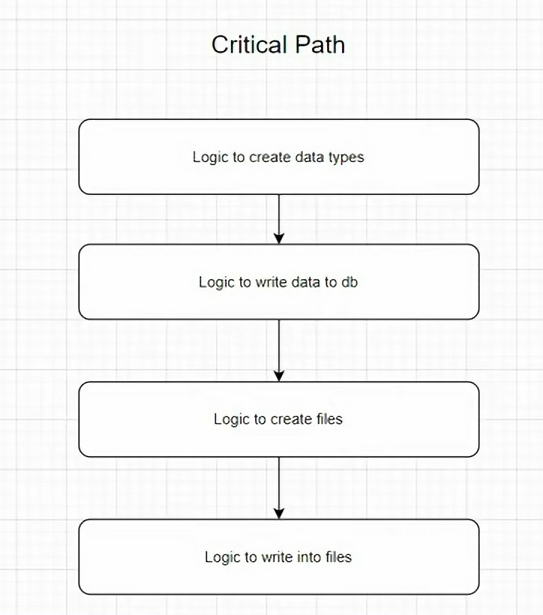 Critical Path
Logic to create data types
Logic to write data to db
Logic to create files
Logic to write into files